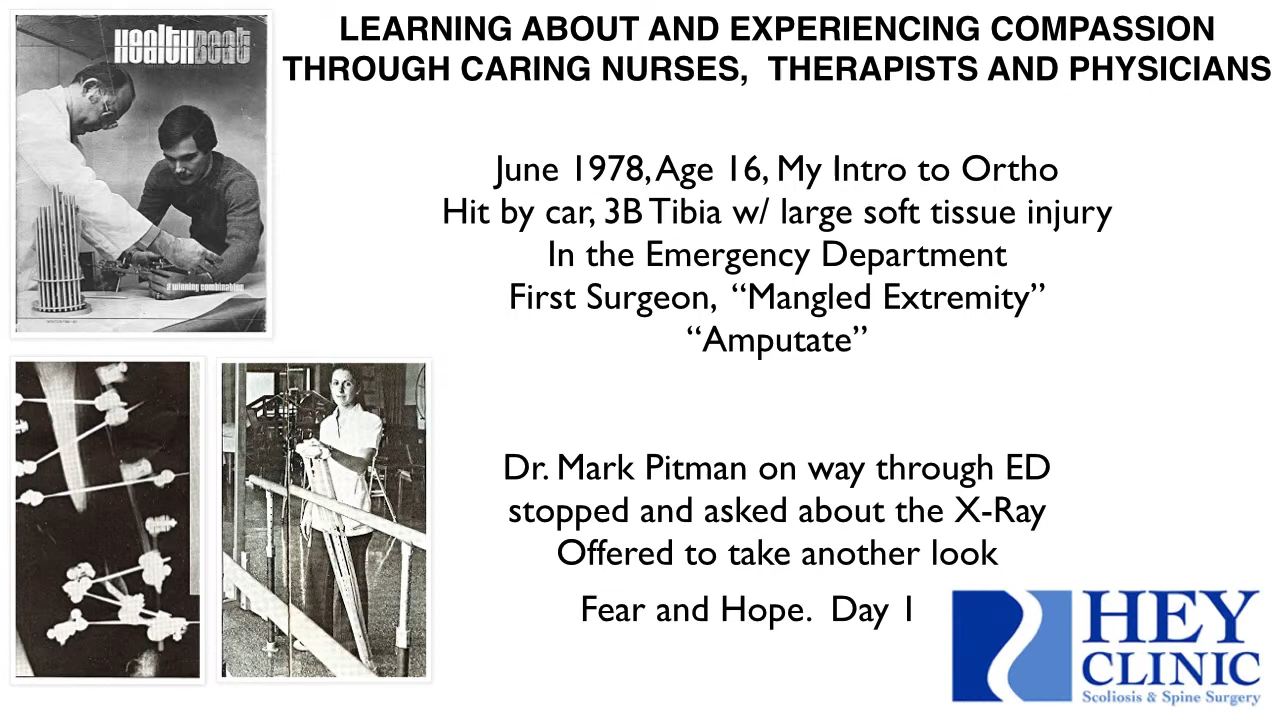 LEARNING ABOUT AND EXPERIENCING COMPASSION
THROUGH CARING NURSES, THERAPISTS AND PHYSICIANS
healthbeat
a winning combination
June 1978, Age 16, My Intro to Ortho
Hit by car, 3B Tibia w/ large soft tissue injury
In the Emergency Department
First Surgeon, “Mangled Extremity”
“Amputate”
Dr. Mark Pitman on way through ED
stopped and asked about the X-Ray
Offered to take another look
Fear and Hope. Day 1
HEY
CLINIC
Scoliosis & Spine Surgery